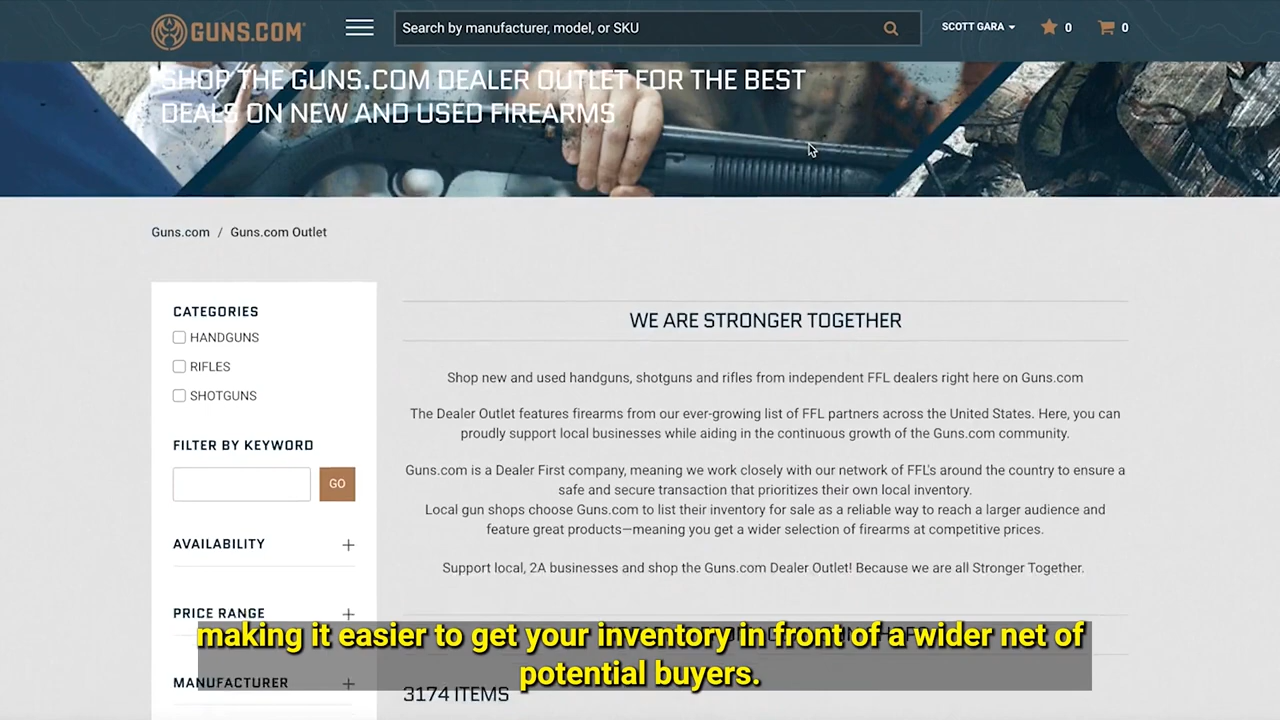 GUNS.COM
Search by manufacturer, model, or SKU
SCOTT GARA
0
0
SHOP THE GUNS.COM DEALER OUTLET FOR THE BEST
DEALS ON NEW AND USED FIREARMS
Guns.com / Guns.com Outlet
CATEGORIES
HANDGUNS
RIFLES
SHOTGUNS
FILTER BY KEYWORD
GO
AVAILABILITY +
PRICE RANGE +
MANUFACTURER +
WE ARE STRONGER TOGETHER
Shop new and used handguns, shotguns and rifles from independent FFL dealers right here on Guns.com
The Dealer Outlet features firearms from our ever-growing list of FFL partners across the United States. Here, you can
proudly support local businesses while aiding in the continuous growth of the Guns.com community.
Guns.com is a Dealer First company, meaning we work closely with our network of FFL's around the country to ensure a
safe and secure transaction that prioritizes their own local inventory.
Local gun shops choose Guns.com to list their inventory for sale as a reliable way to reach a larger audience and
feature great products—meaning you get a wider selection of firearms at competitive prices.
Support local, 2A businesses and shop the Guns.com Dealer Outlet! Because we are all Stronger Together.
3174 ITEMS
making it easier to get your inventory in front of a wider net of
potential buyers.